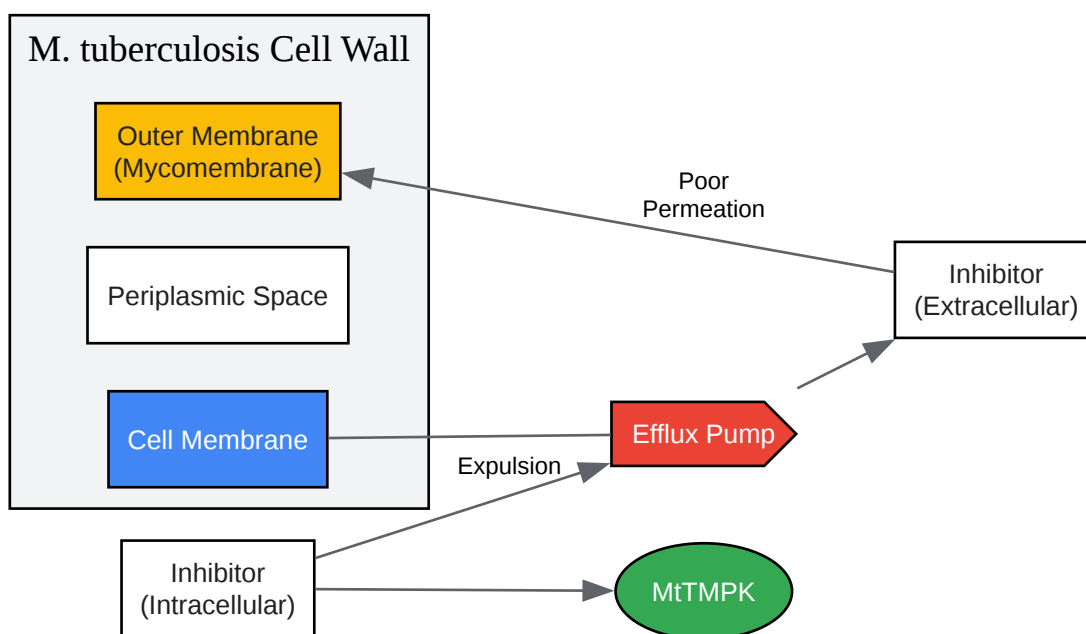 M. tuberculosis Cell Wall
Outer Membrane
(Mycomembrane)
Poor
Permeation
Inhibitor
(Extracellular)
Periplasmic Space
Cell Membrane
Efflux Pump
Expulsion
Inhibitor
(Intracellular)
MtTMPK